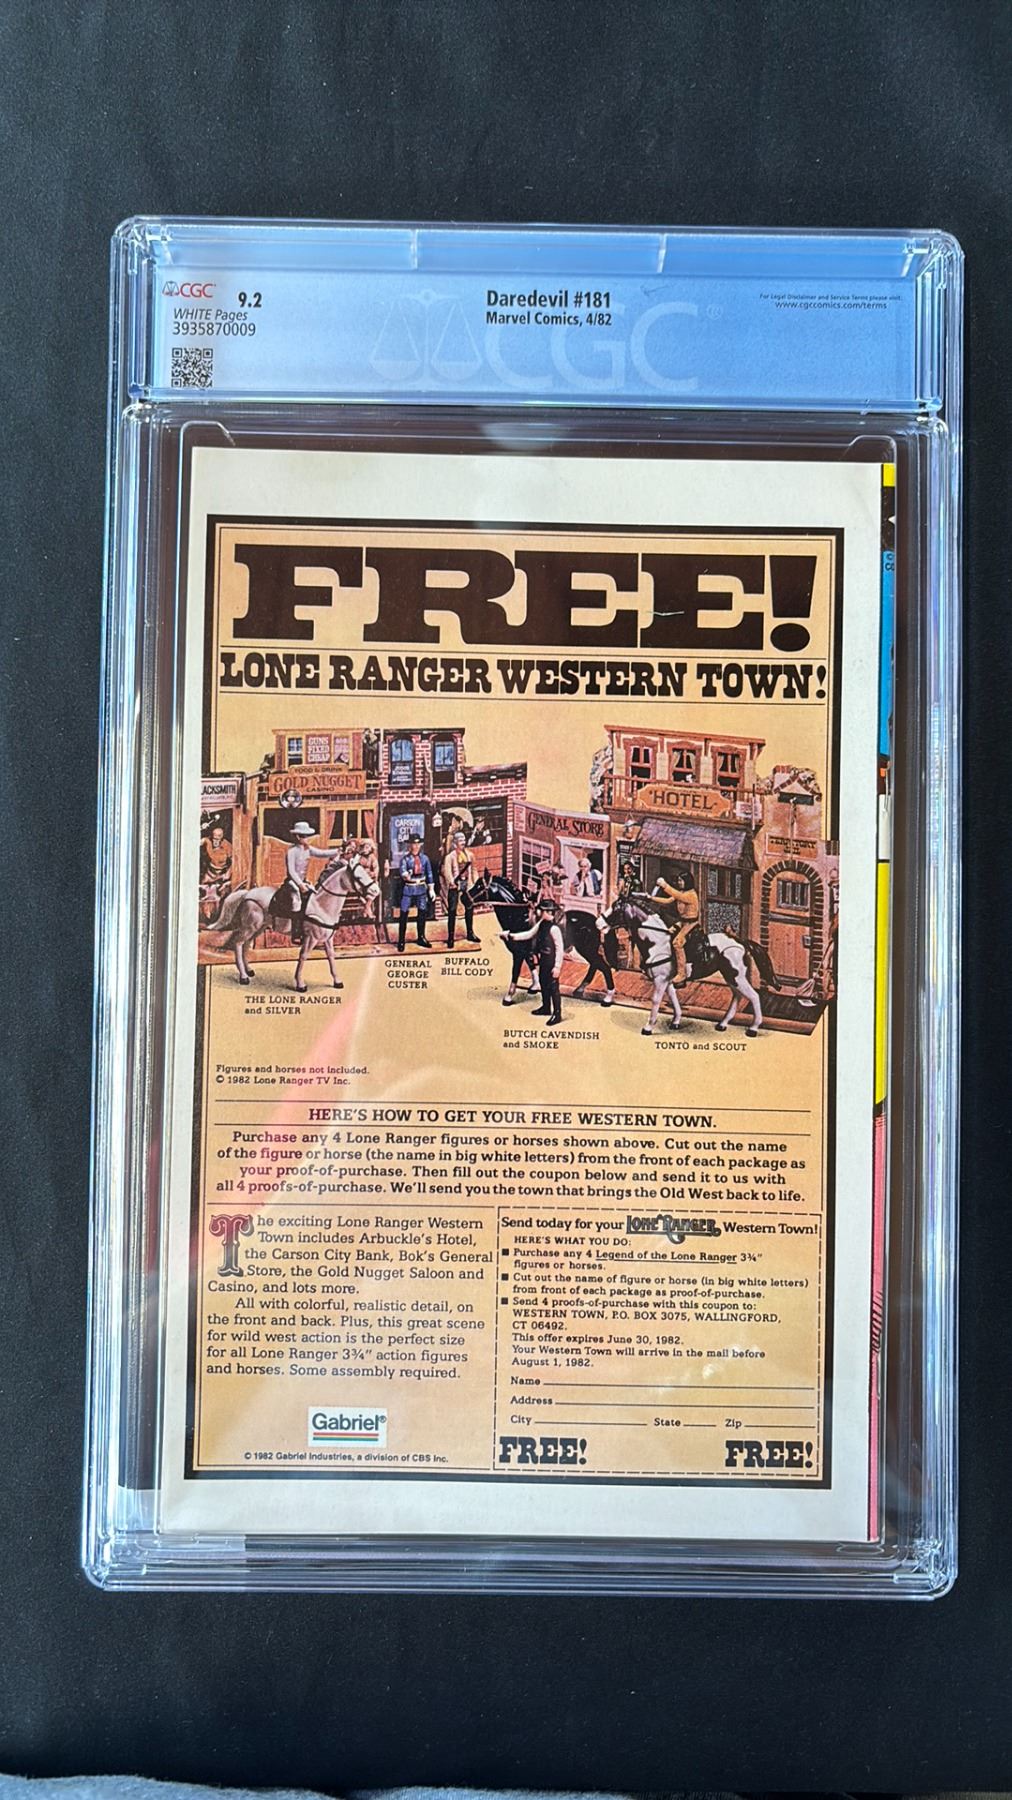 CGC
9.2
WHITE Pages
3935870009
Daredevil #181
Marvel Comics, 4/82
For Legal Disclaimer and Service Terms please visit:
www.cgccomics.com/terms
CGC®
FREE!
LONE RANGER WESTERN TOWN!
GUNS
FIXED
CHEAP
FOOD & DRINK
GOLD NUGGET
CASINO
ACKSMITH
CARSON
CITY
GENERAL STORE
HOTEL
THE LONE RANGER
and SILVER
GENERAL
GEORGE
CUSTER
BUFFALO
BILL CODY
BUTCH CAVENDISH
and SMOKE
TONTO and SCOUT
Figures and horses not included.
© 1982 Lone Ranger TV Inc.
HERE'S HOW TO GET YOUR FREE WESTERN TOWN.
Purchase any 4 Lone Ranger figures or horses shown above. Cut out the name
of the figure or horse (the name in big white letters) from the front of each package as
your proof-of-purchase. Then fill out the coupon below and send it to us with
all 4 proofs-of-purchase. We'll send you the town that brings the Old West back to life.
The exciting Lone Ranger Western
Town includes Arbuckle's Hotel,
the Carson City Bank, Bok's General
Store, the Gold Nugget Saloon and
Casino, and lots more.
All with colorful, realistic detail, on
the front and back. Plus, this great scene
for wild west action is the perfect size
for all Lone Ranger 3¾" action figures
and horses. Some assembly required.
Gabriel®
© 1982 Gabriel Industries, a division of CBS Inc.
Send today for your LONE RANGER Western Town!
HERE'S WHAT YOU DO:
■ Purchase any 4 Legend of the Lone Ranger 3¾"
figures or horses.
■ Cut out the name of figure or horse (in big white letters)
from front of each package as proof-of-purchase.
■ Send 4 proofs-of-purchase with this coupon to:
WESTERN TOWN, P.O. BOX 3075, WALLINGFORD,
CT 06492.
This offer expires June 30, 1982.
Your Western Town will arrive in the mail before
August 1, 1982.
Name
Address
City State Zip
FREE! FREE!